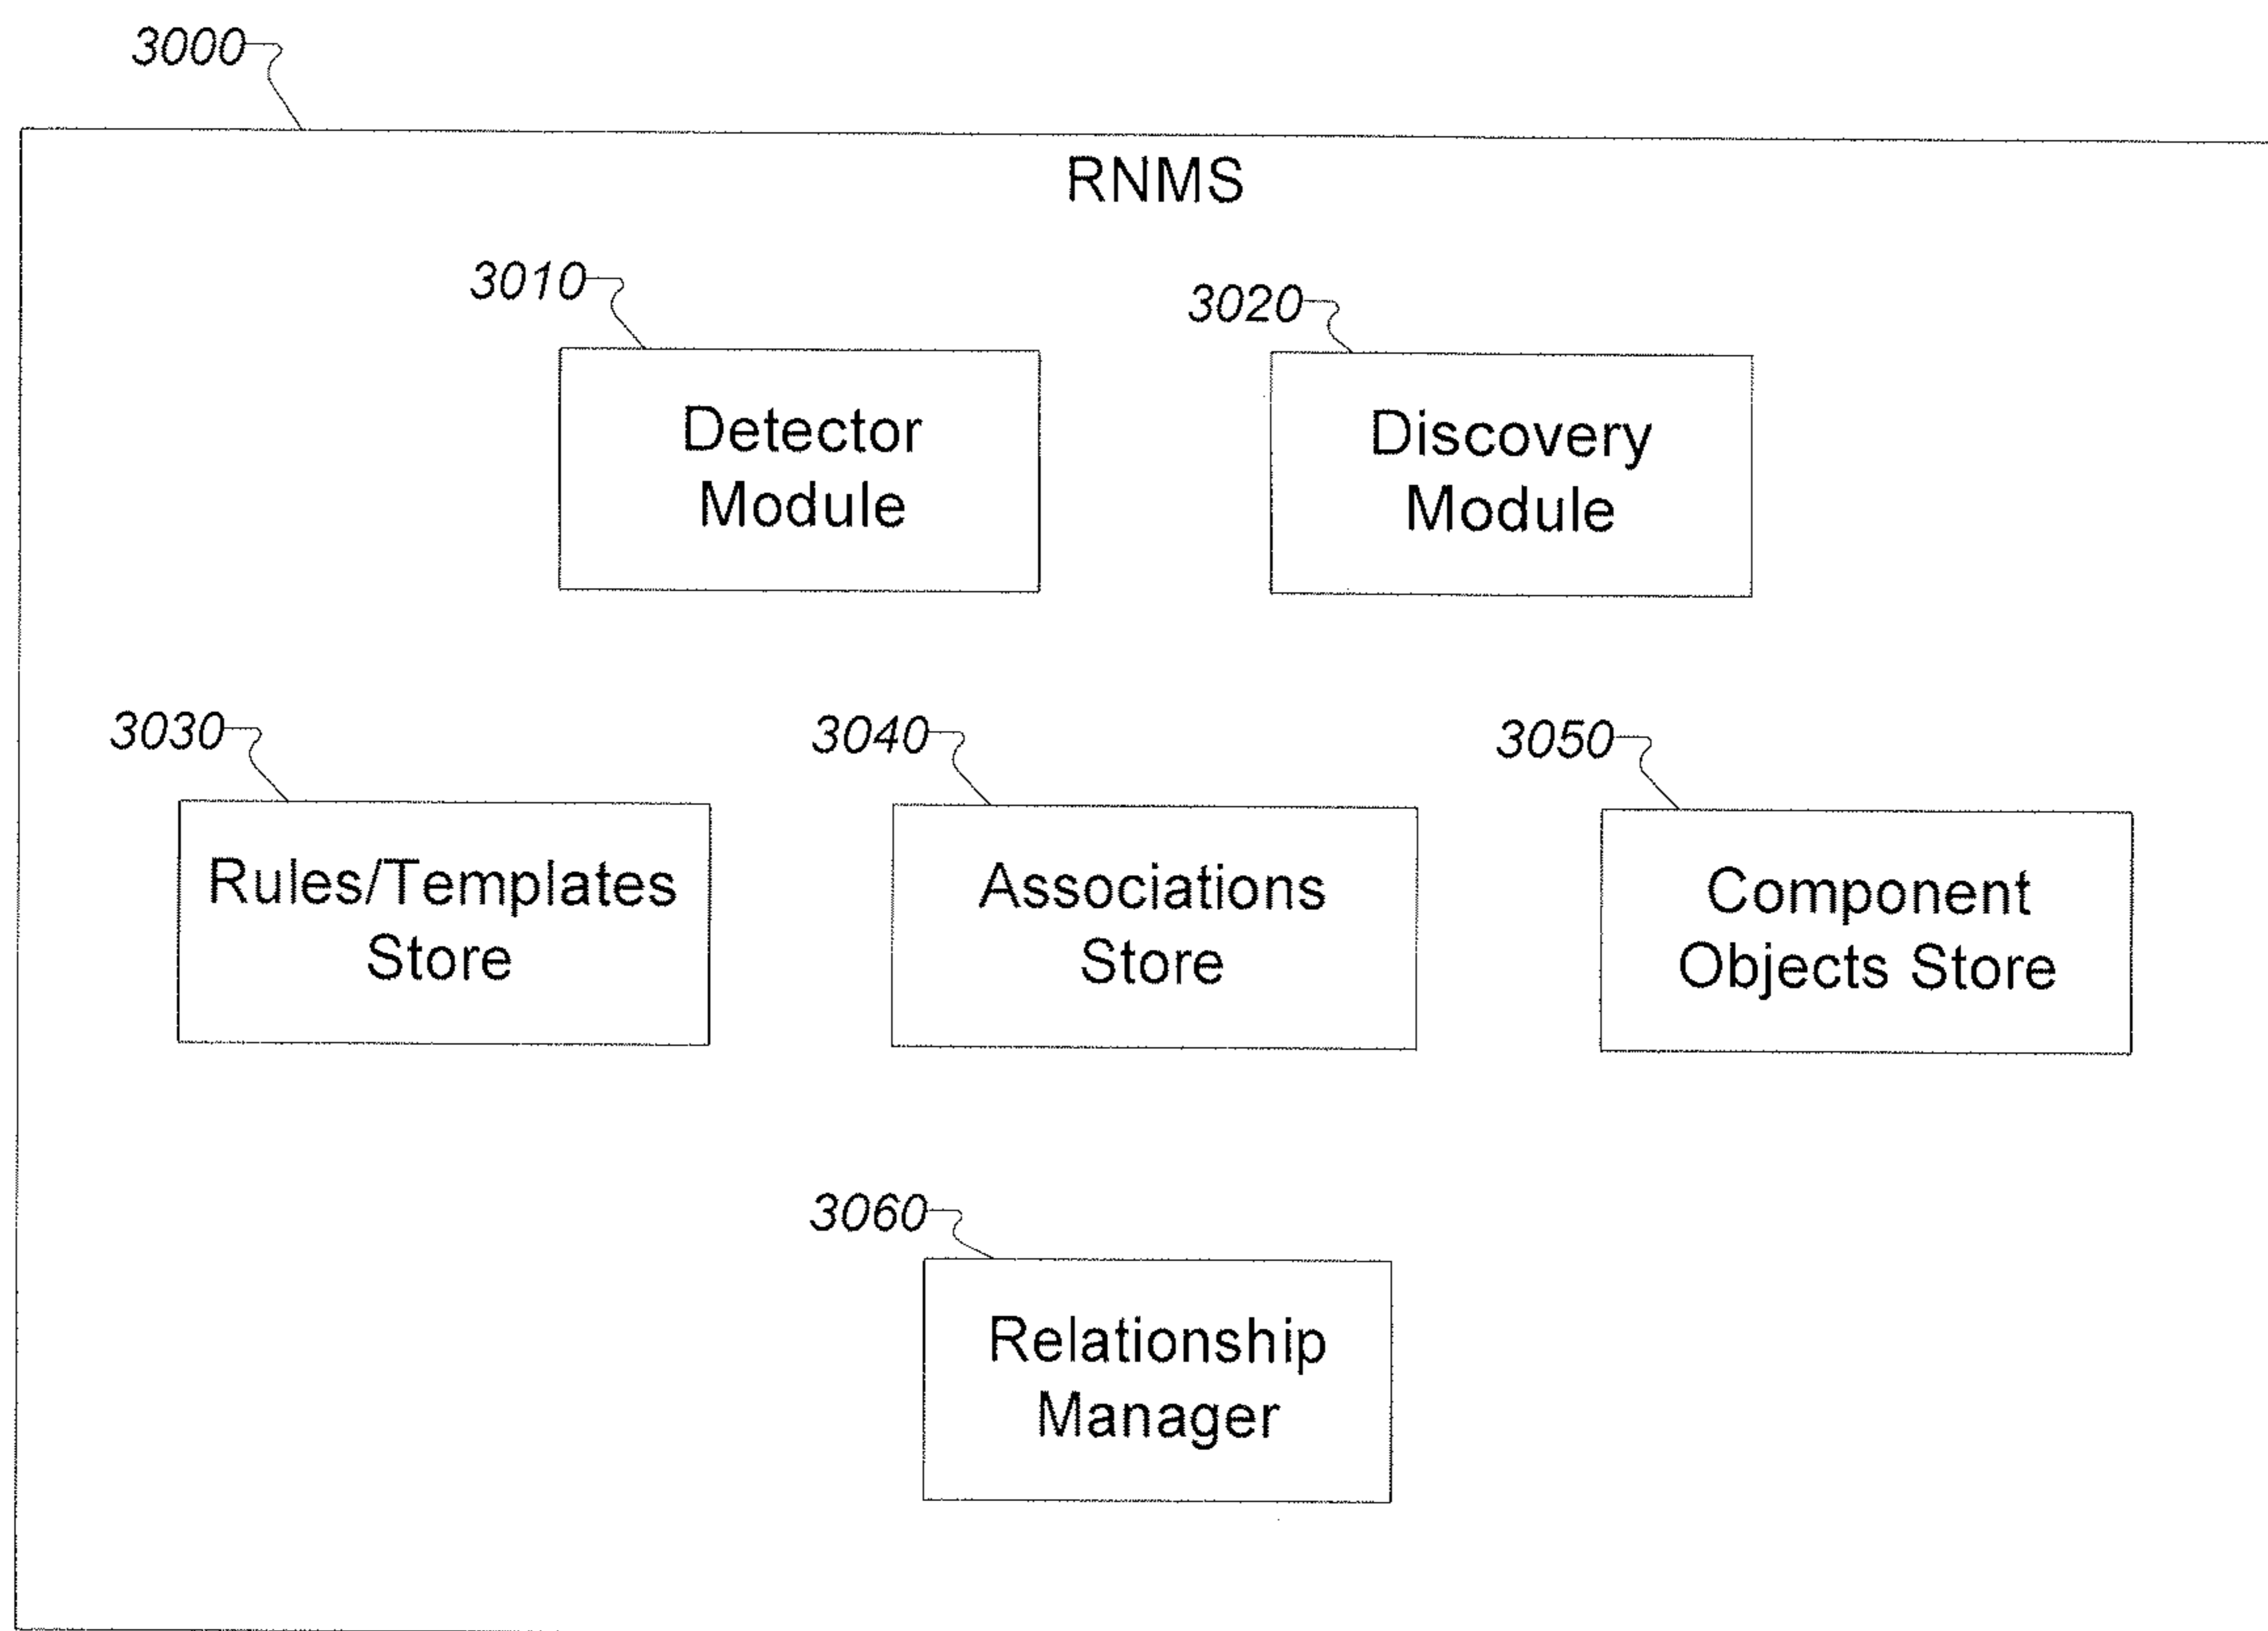 3000
RNMS
3010
3020
Detector
Module
Discovery
Module
3030
3040
3050
Rules/Templates
Store
Associations
Store
Component
Objects Store
3060
Relationship
Manager